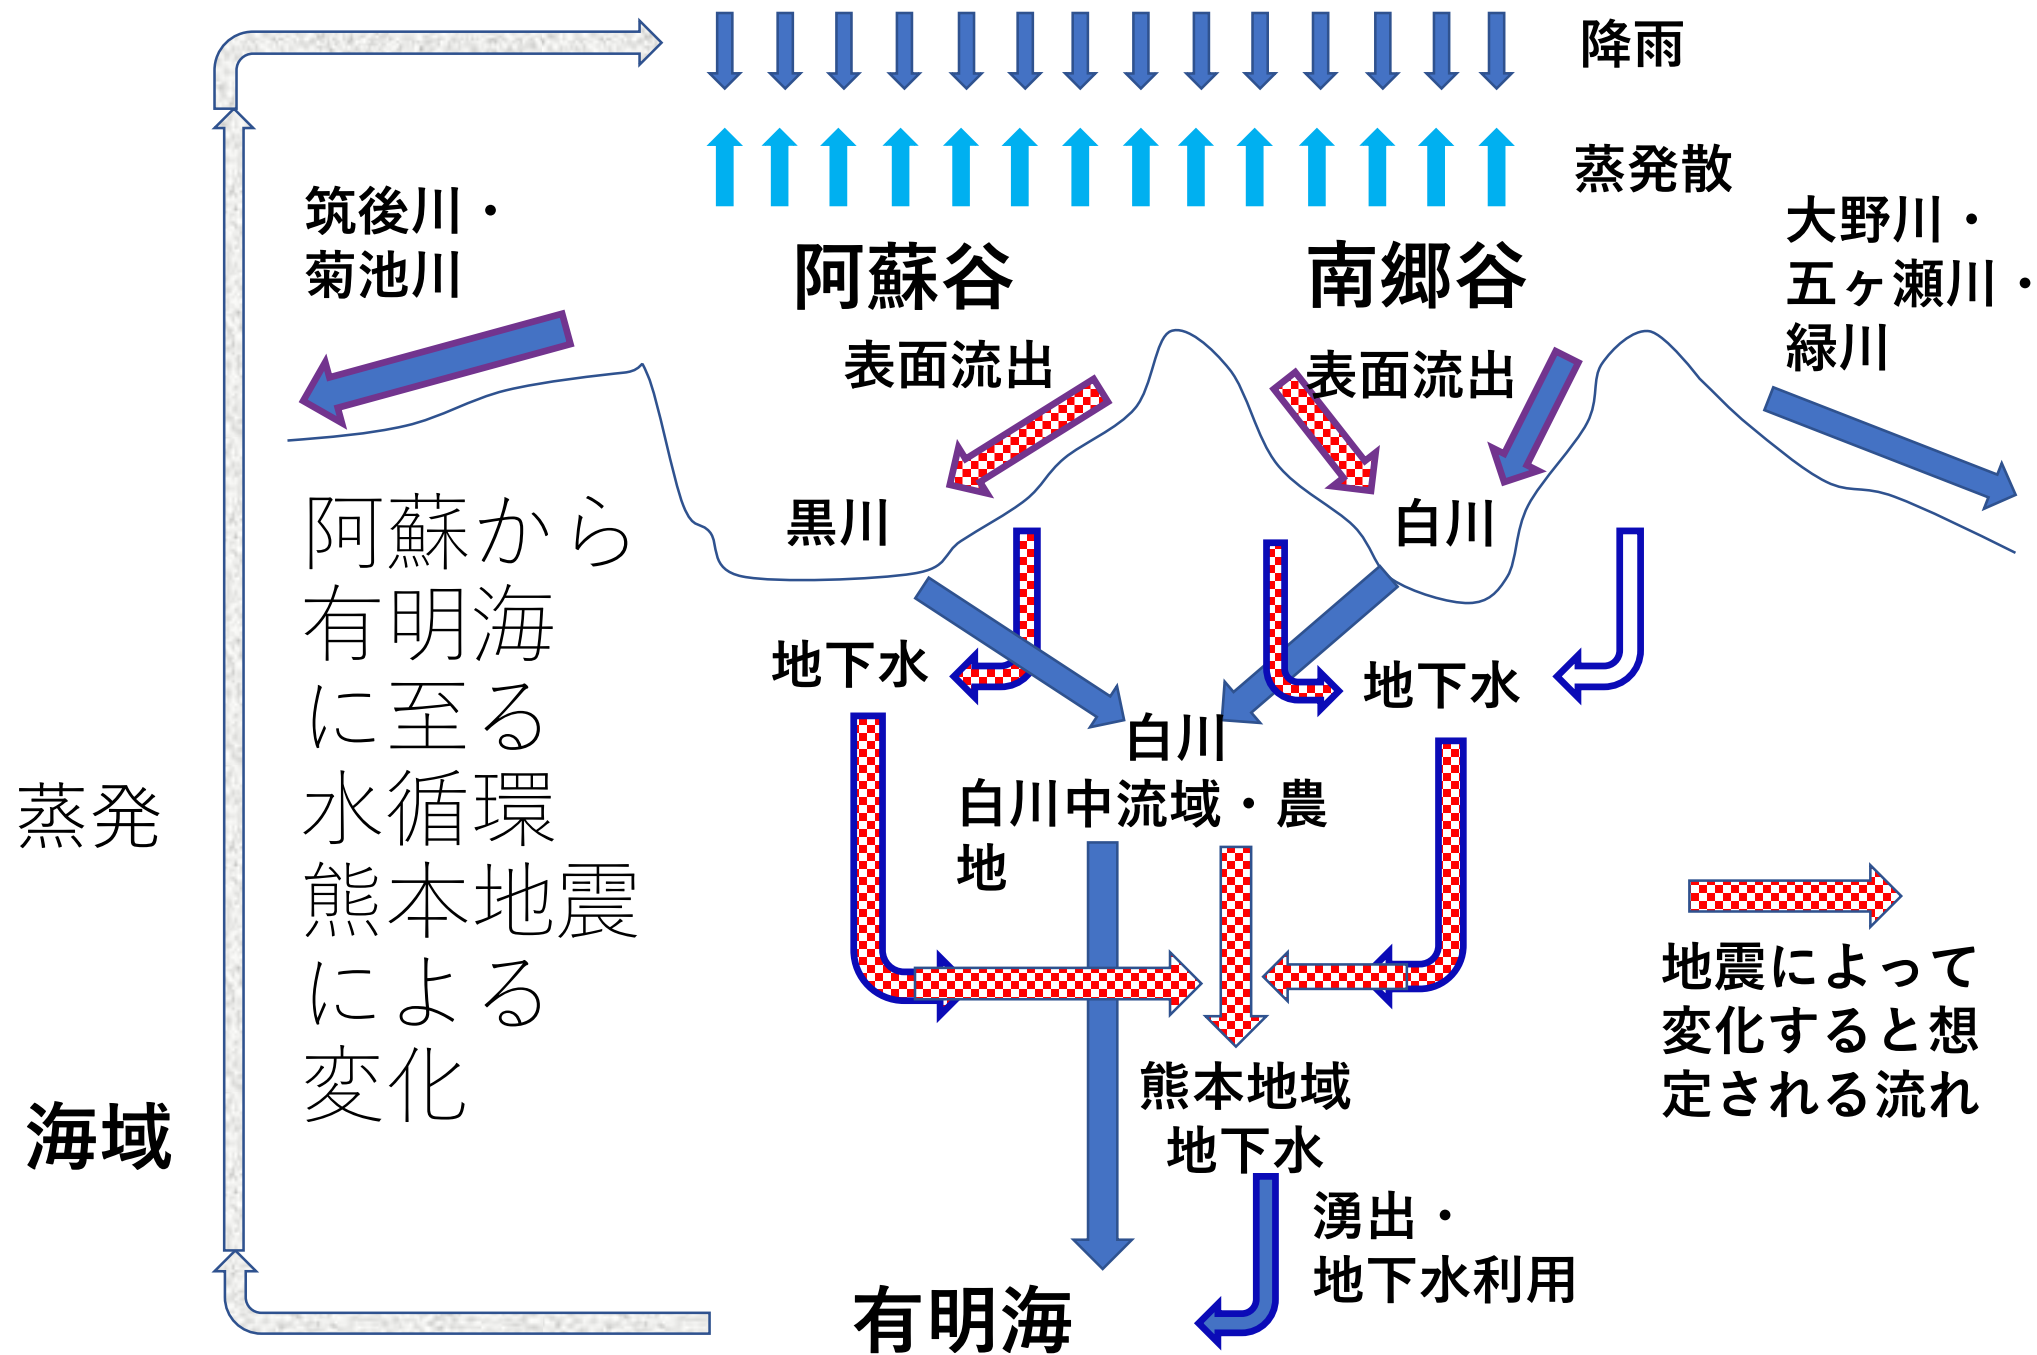 降雨
蒸発散
筑後川・
菊池川
大野川・
五ヶ瀬川・
緑川
阿蘇谷
南郷谷
表面流出
表面流出
黒川
白川
阿蘇から
有明海
に至る
水循環
熊本地震
による
変化
地下水
地下水
白川
白川中流域・農
地
蒸発
地震によって
変化すると想
定される流れ
熊本地域
地下水
海域
湧出・
地下水利用
有明海